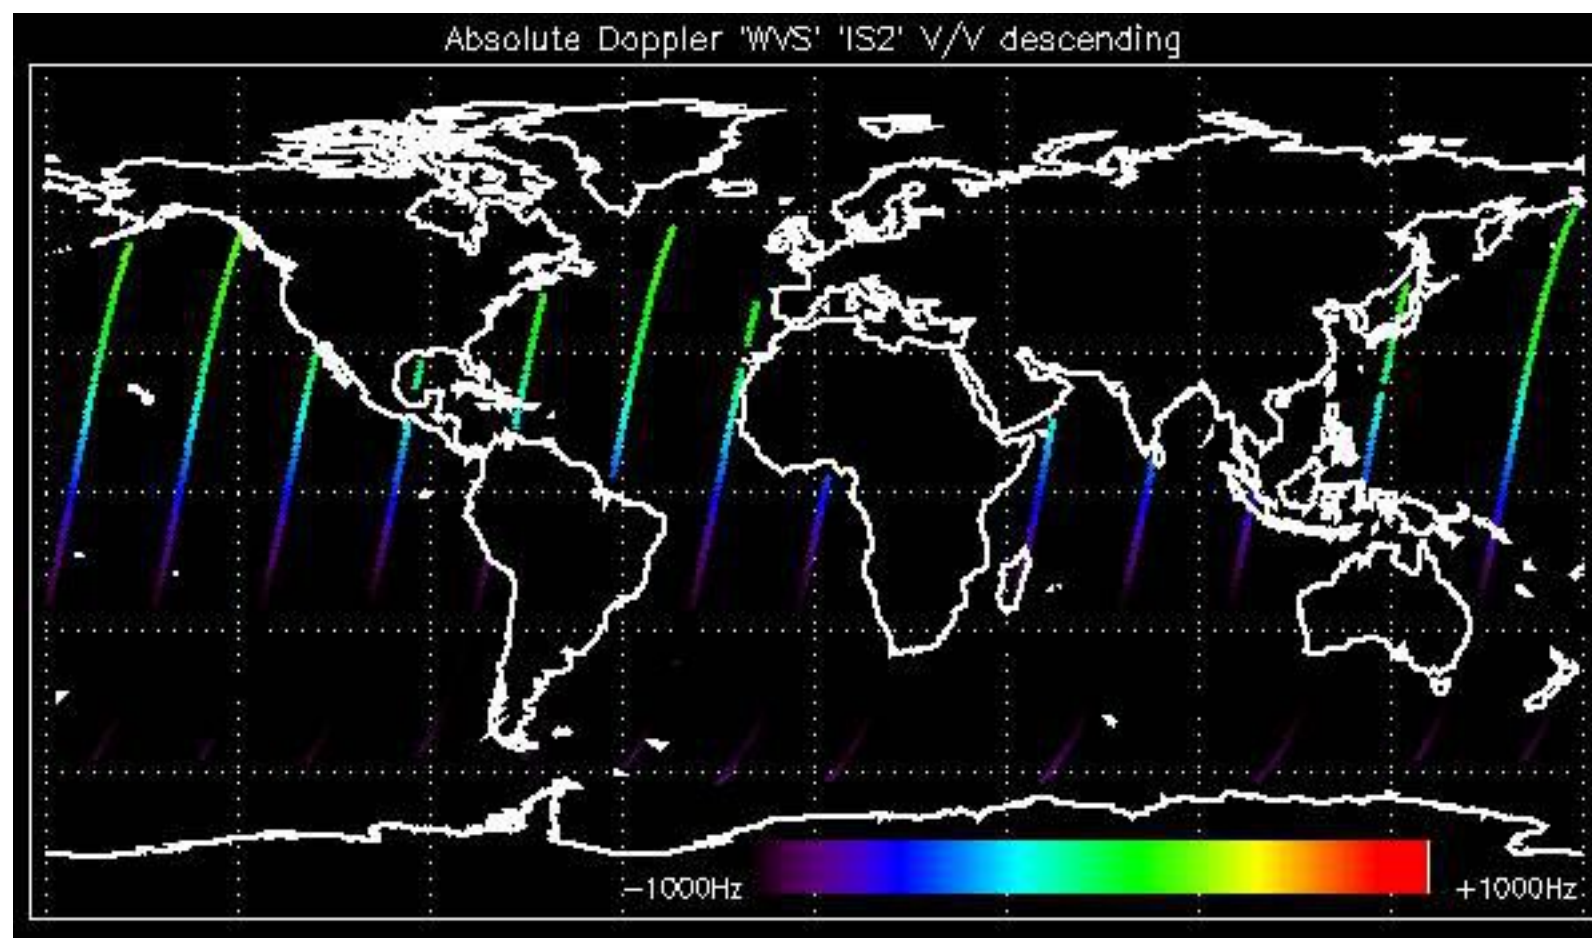 Absolute Doppler 'WVS' 'IS2' V/V descending
−1000Hz
+1000Hz